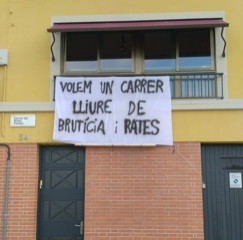 VOLEM UN CARRER
LLIURE DE
BRUTÍCIA i RATES